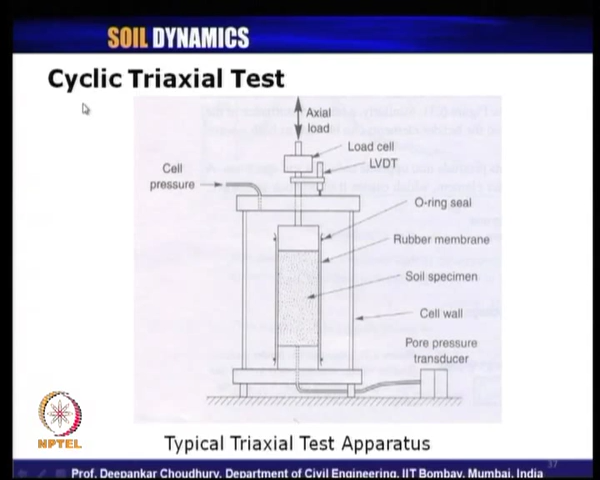 SOIL DYNAMICS
Cyclic Triaxial Test
Axial
load
Load cell
LVDT
Cell
pressure
O-ring seal
Rubber membrane
Soil specimen
Cell wall
Pore pressure
transducer
NPTEL
Typical Triaxial Test Apparatus
37
Prof. Deepankar Choudhury, Department of Civil Engineering, IIT Bombay, Mumbai, India